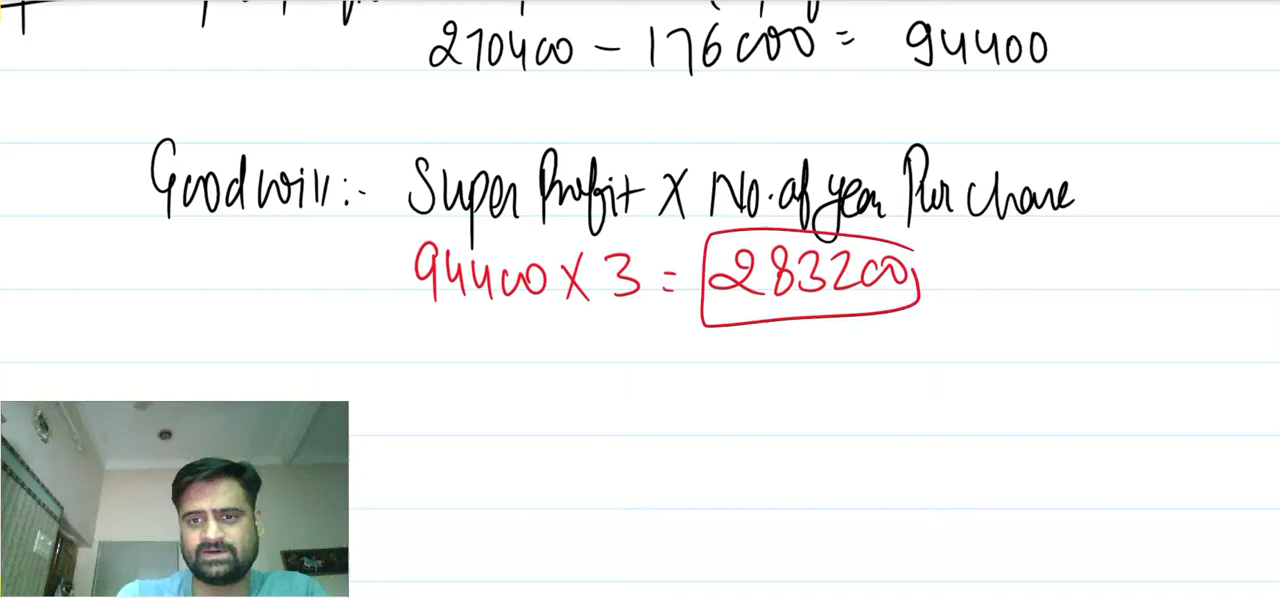 270400 - 176000 = 94400
Goodwill:- Super Profit X No. of year Purchase
94400 X 3 = 283200